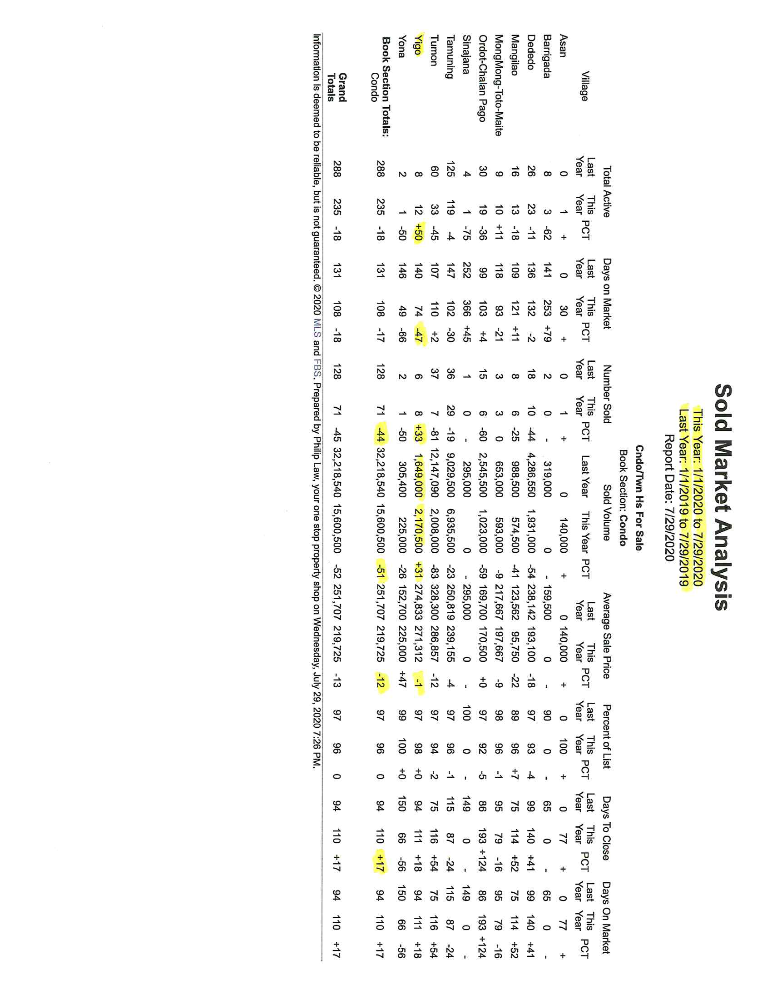 Sold Market Analysis
This Year: 1/1/2020 to 7/29/2020
Last Year: 1/1/2019 to 7/29/2019
Report Date: 7/29/2020
Cndo/Twn Hs For Sale
Book Section: Condo
Total Active Days on Market Number Sold Sold Volume Average Sale Price Percent of List Days To Close Days On Market
Village Last Year This Year PCT Last Year This Year PCT Last Year This Year PCT Last Year This Year PCT Last Year This Year PCT Last Year This Year PCT Last Year This Year PCT Last Year This Year PCT
Asan 0 1 + 0 30 + 0 1 + 0 140,000 + 0 140,000 + 0 100 + 0 77 + 0 77 +
Barrigada 8 3 -62 141 253 +79 2 0 - 319,000 0 - 159,500 0 - 90 0 - 65 0 - 65 0 -
Dededo 26 23 -11 136 132 -2 18 10 -44 4,286,550 1,931,000 -54 238,142 193,100 -18 97 93 -4 99 140 +41 99 140 +41
Mangilao 16 13 -18 109 121 +11 8 6 -25 988,500 574,500 -41 123,562 95,750 -22 89 96 +7 75 114 +52 75 114 +52
MongMong-Toto-Maite 9 10 +11 118 93 -21 3 3 0 653,000 593,000 -9 217,667 197,667 -9 98 96 -1 95 79 -16 95 79 -16
Ordot-Chalan Pago 30 19 -36 99 103 +4 15 6 -60 2,545,500 1,023,000 -59 169,700 170,500 +0 97 92 -5 86 193 +124 86 193 +124
Sinajana 4 1 -75 252 366 +45 1 0 - 295,000 0 - 295,000 0 - 100 0 - 149 0 - 149 0 -
Tamuning 125 119 -4 147 102 -30 36 29 -19 9,029,500 6,935,500 -23 250,819 239,155 -4 97 96 -1 115 87 -24 115 87 -24
Tumon 60 33 -45 107 110 +2 37 7 -81 12,147,090 2,008,000 -83 328,300 286,857 -12 97 94 -2 75 116 +54 75 116 +54
Yigo 8 12 +50 140 74 -47 6 8 +33 1,649,000 2,170,500 +31 274,833 271,312 -1 97 98 +0 94 111 +18 94 111 +18
Yona 2 1 -50 146 49 -66 2 1 -50 305,400 225,000 -26 152,700 225,000 +47 99 100 +0 150 66 -56 150 66 -56
Book Section Totals:
Condo 288 235 -18 131 108 -17 128 71 -44 32,218,540 15,600,500 -51 251,707 219,725 -12 97 96 0 94 110 +17 94 110 +17
Grand
Totals 288 235 -18 131 108 -18 128 71 -45 32,218,540 15,600,500 -52 251,707 219,725 -13 97 96 0 94 110 +17 94 110 +17
Information is deemed to be reliable, but is not guaranteed. © 2020 MLS and FBS. Prepared by Philip Law, your one stop property shop on Wednesday, July 29, 2020 7:26 PM.